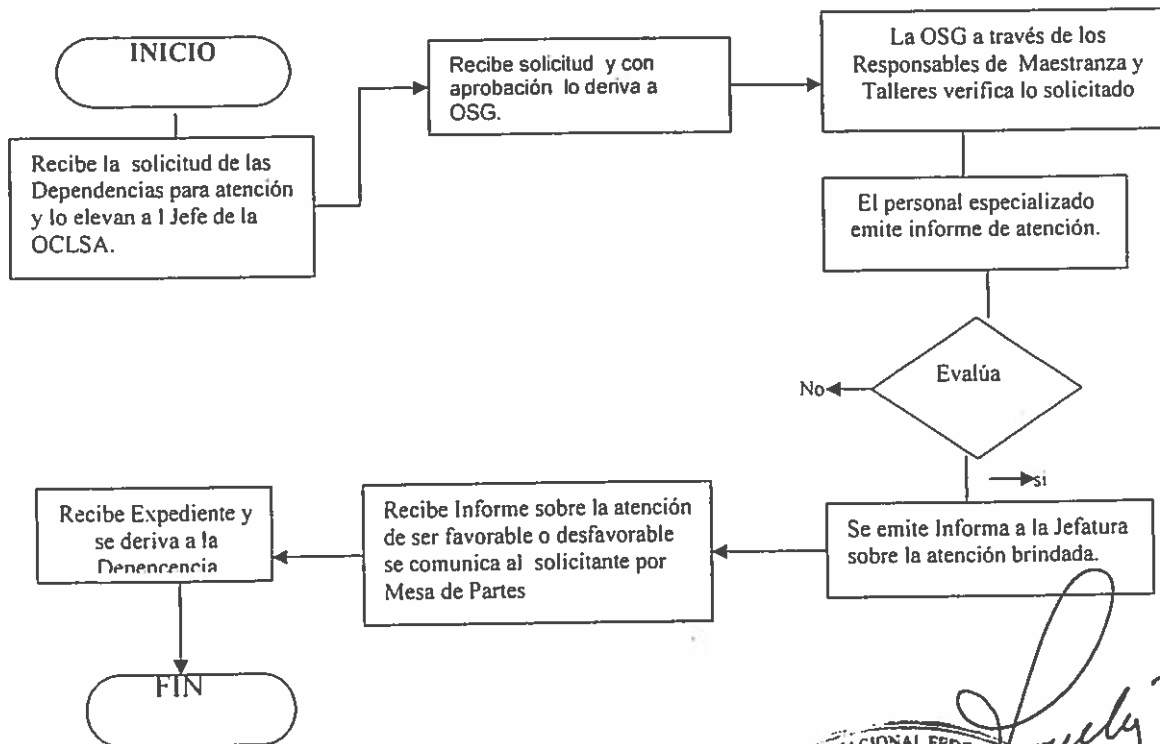 INICIO
Recibe la solicitud de las
Dependencias para atención
y lo elevan a l Jefe de la
OCLSA.
Recibe solicitud y con
aprobación lo deriva a
OSG.
La OSG a través de los
Responsables de Maestranza y
Talleres verifica lo solicitado
El personal especializado
emite informe de atención.
Evalúa
No
si
Se emite Informa a la Jefatura
sobre la atención brindada.
Recibe Informe sobre la atención
de ser favorable o desfavorable
se comunica al solicitante por
Mesa de Partes
Recibe Expediente y
se deriva a la
Depencencia
FIN